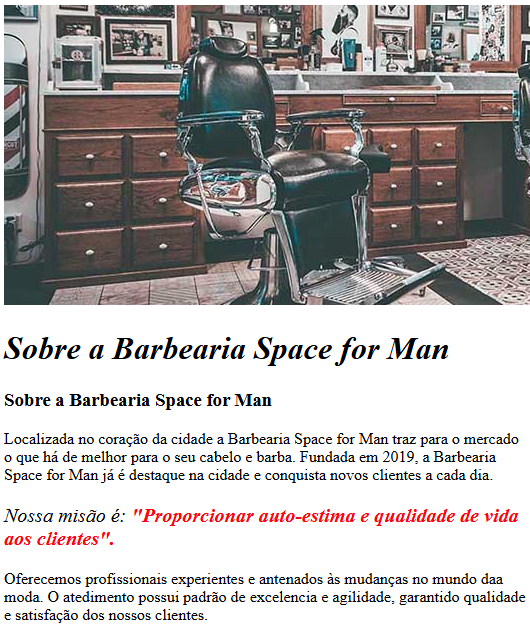 Sobre a Barbearia Space for Man
Sobre a Barbearia Space for Man
Localizada no coração da cidade a Barbearia Space for Man traz para o mercado
o que há de melhor para o seu cabelo e barba. Fundada em 2019, a Barbearia
Space for Man já é destaque na cidade e conquista novos clientes a cada dia.
Nossa misão é: "Proporcionar auto-estima e qualidade de vida
aos clientes".
Oferecemos profissionais experientes e antenados às mudanças no mundo daa
moda. O atedimento possui padrão de excelencia e agilidade, garantido qualidade
e satisfação dos nossos clientes.